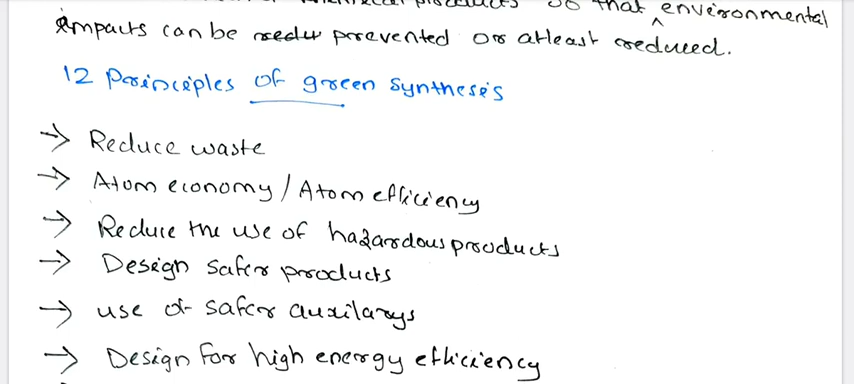 so that environmental
impacts can be prevented or atleast reduced.
12 Principles of green synthesis
→ Reduce waste
→ Atom economy / Atom efficiency
→ Reduce the use of hazardous products
→ Design safer products
→ use of safer auxilarys
→ Design for high energy efficiency